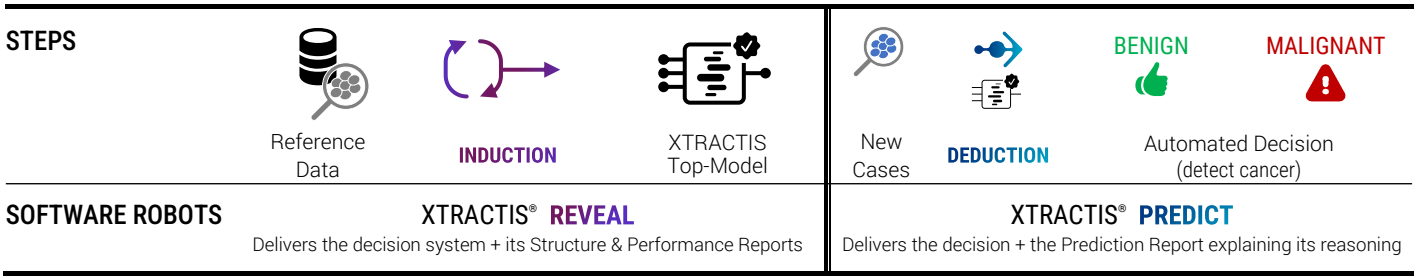 STEPS
BENIGN
MALIGNANT
Reference
Data
INDUCTION
XTRACTIS
Top-Model
New
Cases
DEDUCTION
Automated Decision
(detect cancer)
SOFTWARE ROBOTS
XTRACTIS® REVEAL
Delivers the decision system + its Structure & Performance Reports
XTRACTIS® PREDICT
Delivers the decision + the Prediction Report explaining its reasoning